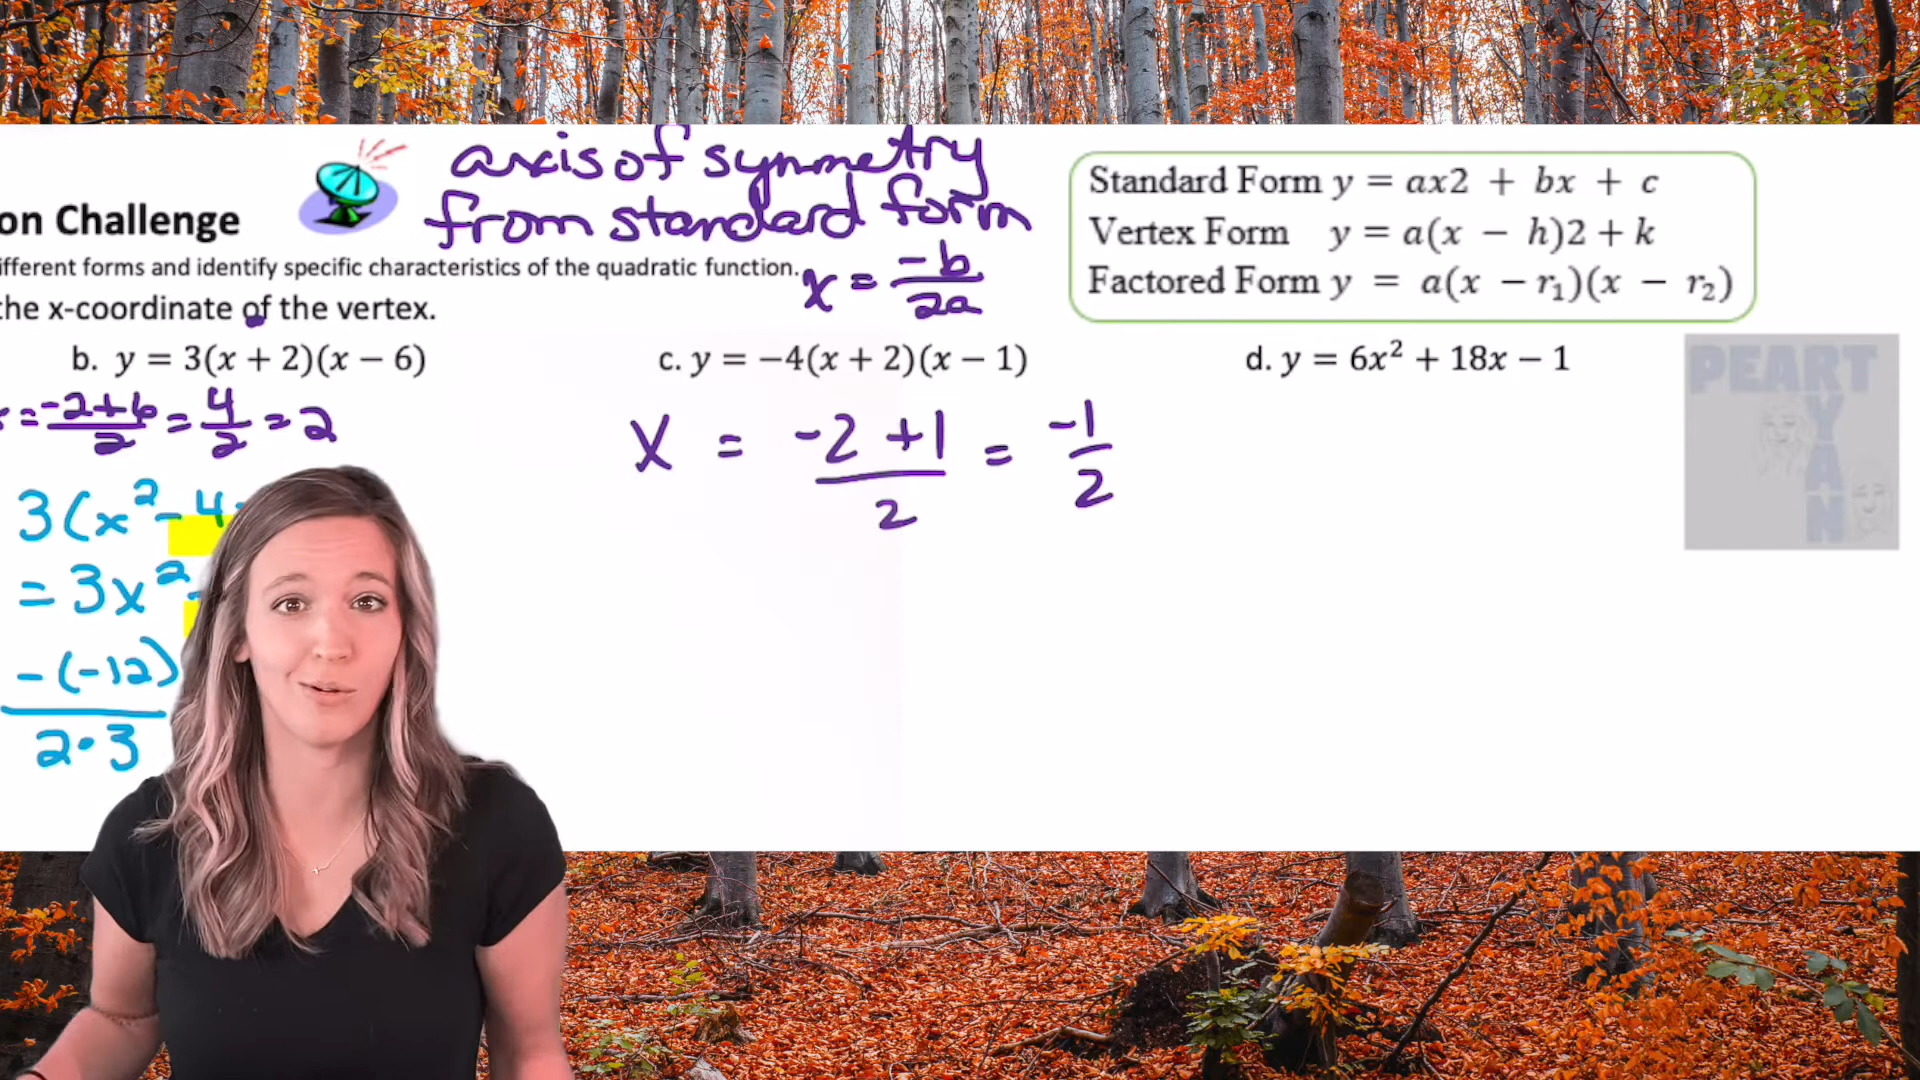 axis of symmetry
from standard form
x = -b/2a
on Challenge
ifferent forms and identify specific characteristics of the quadratic function.
the x-coordinate of the vertex.
Standard Form y = ax2 + bx + c
Vertex Form y = a(x − h)2 + k
Factored Form y = a(x − r₁)(x − r₂)
b. y = 3(x + 2)(x − 6)
c. y = −4(x + 2)(x − 1)
d. y = 6x² + 18x − 1
= -2+6/2 = 4/2 = 2
x = -2 +1/2 = -1/2
3(x² - 4
= 3x² -
-(-12)
2·3
PEART
RYAN